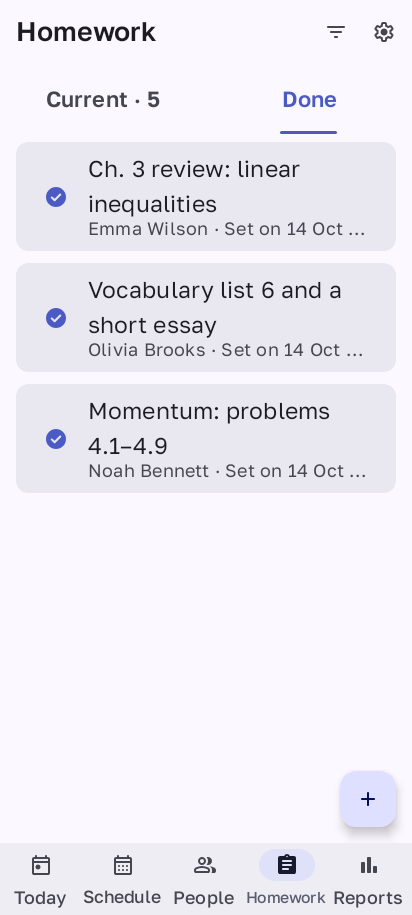 Homework
Current · 5
Done
Ch. 3 review: linear
inequalities
Emma Wilson · Set on 14 Oct ...
Vocabulary list 6 and a
short essay
Olivia Brooks · Set on 14 Oct ...
Momentum: problems
4.1–4.9
Noah Bennett · Set on 14 Oct ...
Today
Schedule
People
Homework
Reports